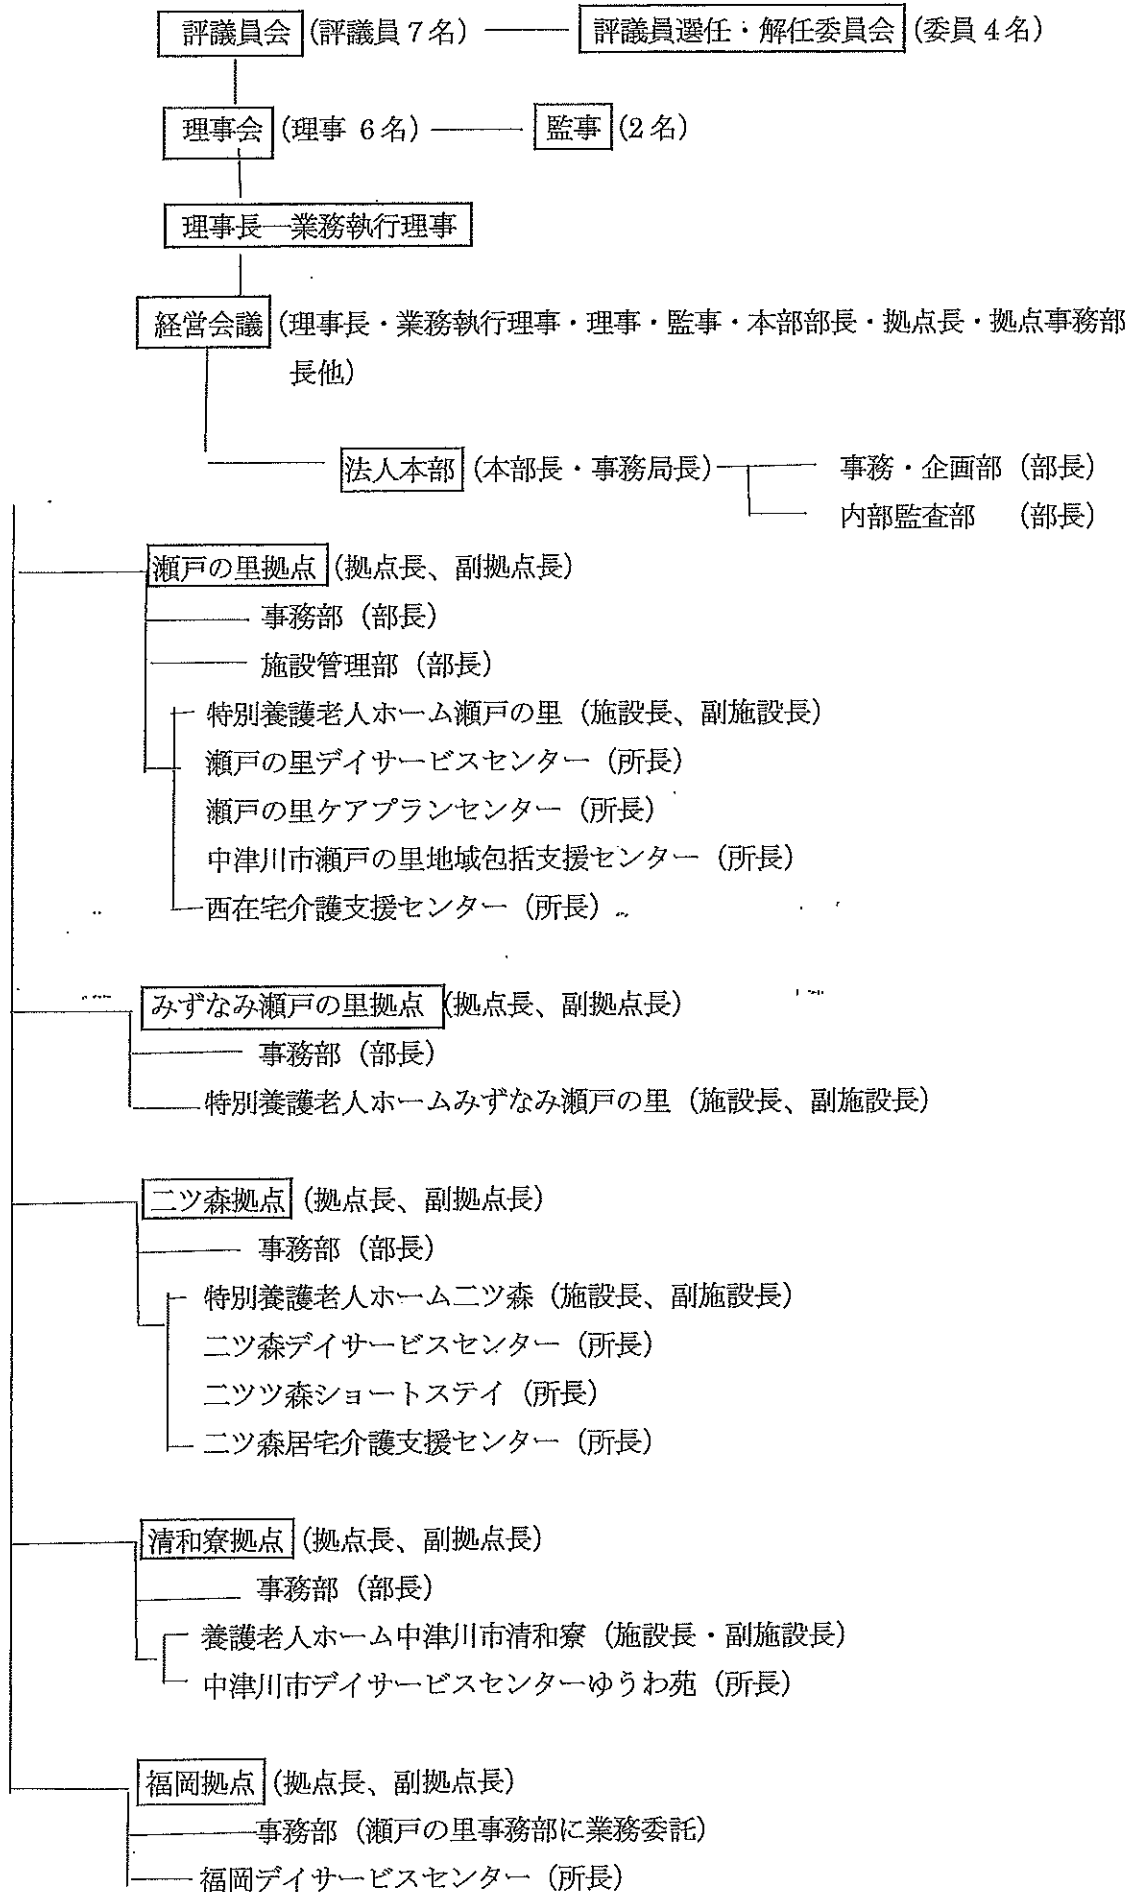 評議員会 (評議員7名) 評議員選任・解任委員会 (委員4名)
理事会 (理事 6名) 監事 (2名)
理事長―業務執行理事
経営会議 (理事長・業務執行理事・理事・監事・本部部長・拠点長・拠点事務部
長他)
法人本部 (本部長・事務局長) 事務・企画部 (部長)
内部監査部 (部長)
瀬戸の里拠点 (拠点長、副拠点長)
事務部 (部長)
施設管理部 (部長)
特別養護老人ホーム瀬戸の里 (施設長、副施設長)
瀬戸の里デイサービスセンター (所長)
瀬戸の里ケアプランセンター (所長)
中津川市瀬戸の里地域包括支援センター (所長)
西在宅介護支援センター (所長)
みずなみ瀬戸の里拠点 (拠点長、副拠点長)
事務部 (部長)
特別養護老人ホームみずなみ瀬戸の里 (施設長、副施設長)
二ツ森拠点 (拠点長、副拠点長)
事務部 (部長)
特別養護老人ホーム二ツ森 (施設長、副施設長)
二ツ森デイサービスセンター (所長)
二ツツ森ショートステイ (所長)
二ツ森居宅介護支援センター (所長)
清和寮拠点 (拠点長、副拠点長)
事務部 (部長)
養護老人ホーム中津川市清和寮 (施設長・副施設長)
中津川市デイサービスセンターゆうわ苑 (所長)
福岡拠点 (拠点長、副拠点長)
事務部 (瀬戸の里事務部に業務委託)
福岡デイサービスセンター (所長)